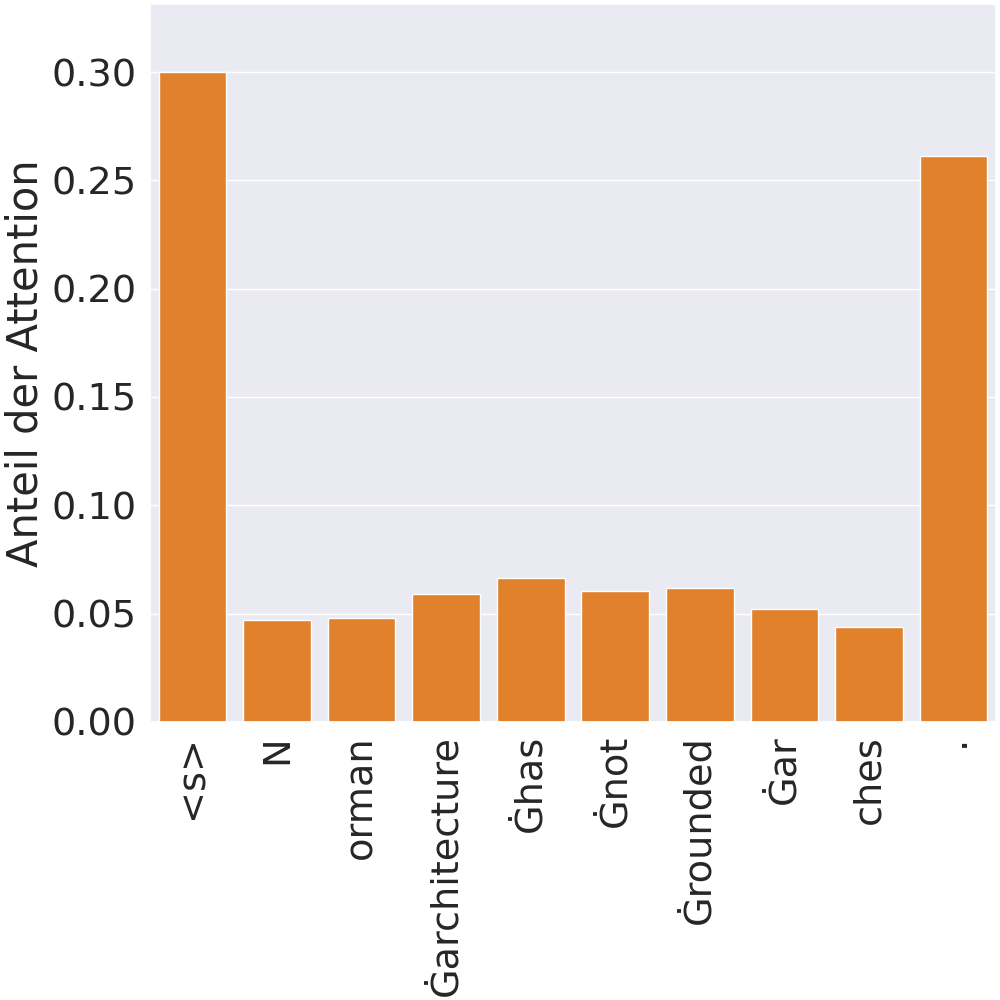 Anteil der Attention
0.30
0.25
0.20
0.15
0.10
0.05
0.00
<s>
N
orman
Ġarchitecture
Ġhas
Ġnot
Ġrounded
Ġar
ches
.